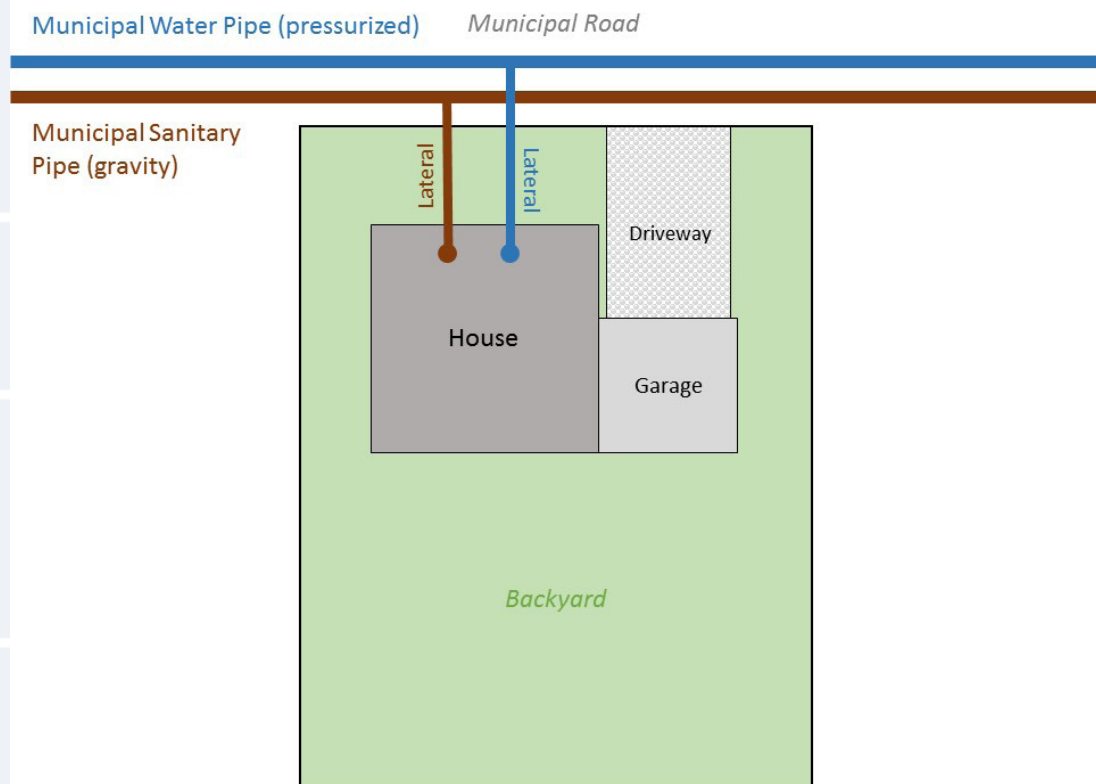 Municipal Water Pipe (pressurized)
Municipal Road
Municipal Sanitary
Pipe (gravity)
Lateral
Lateral
Driveway
House
Garage
Backyard